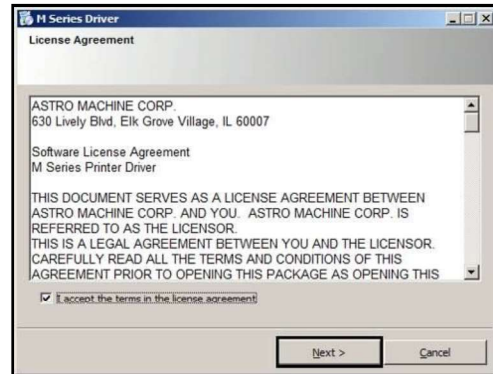 M Series Driver
License Agreement
ASTRO MACHINE CORP.
630 Lively Blvd, Elk Grove Village, IL 60007
Software License Agreement
M Series Printer Driver
THIS DOCUMENT SERVES AS A LICENSE AGREEMENT BETWEEN
ASTRO MACHINE CORP. AND YOU. ASTRO MACHINE CORP. IS
REFERRED TO AS THE LICENSOR.
THIS IS A LEGAL AGREEMENT BETWEEN YOU AND THE LICENSOR.
CAREFULLY READ ALL THE TERMS AND CONDITIONS OF THIS
AGREEMENT PRIOR TO OPENING THIS PACKAGE AS OPENING THIS
I accept the terms in the license agreement
Next > Cancel